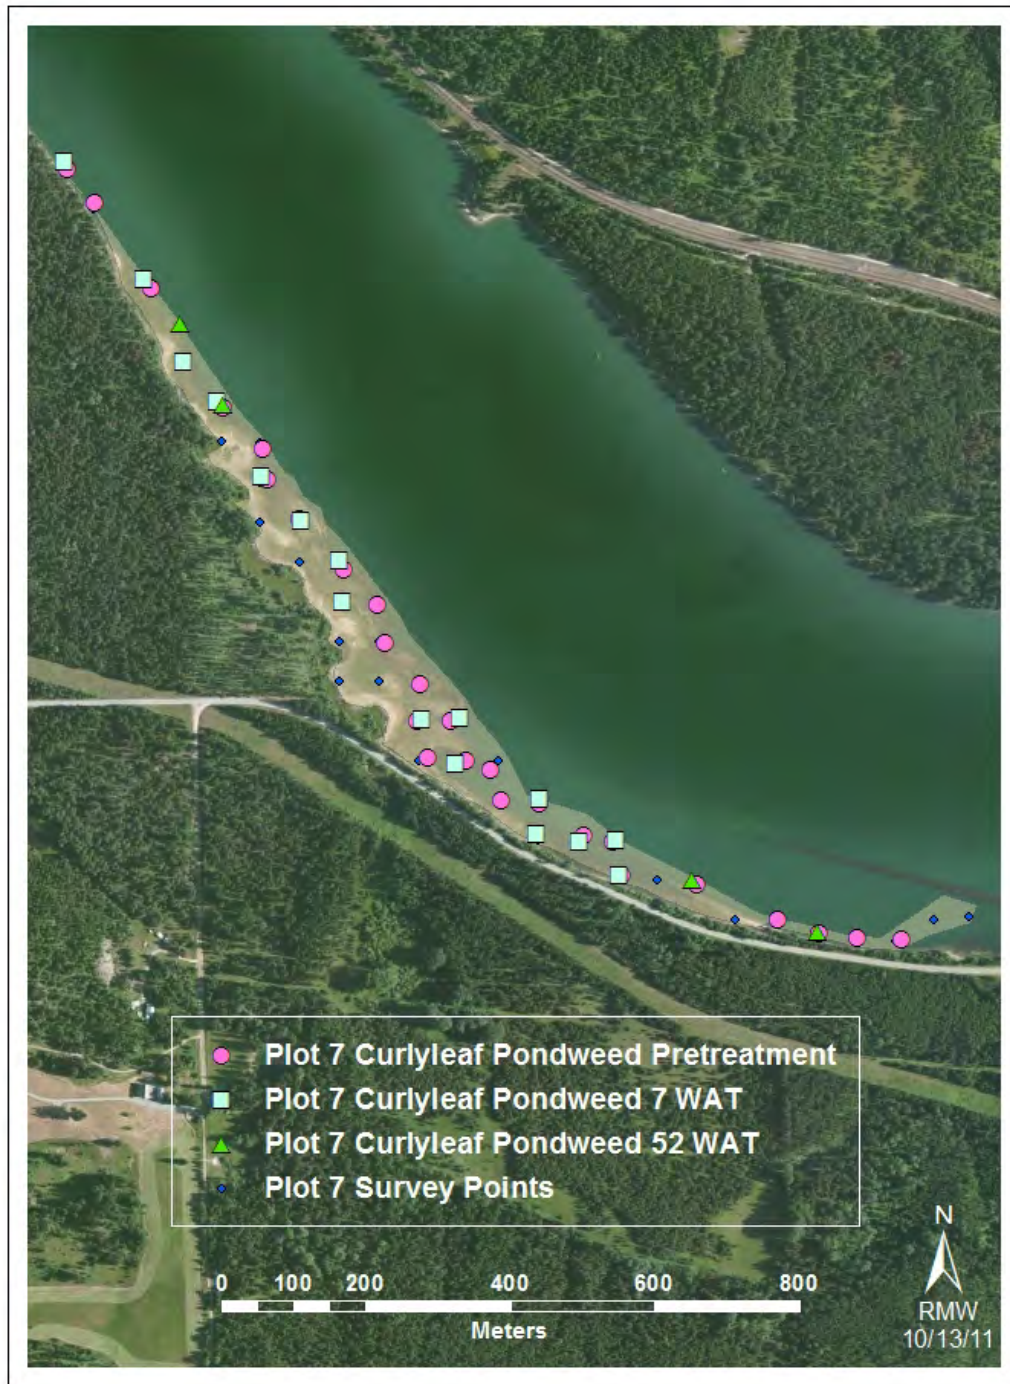 Plot 7 Curlyleaf Pondweed Pretreatment
Plot 7 Curlyleaf Pondweed 7 WAT
Plot 7 Curlyleaf Pondweed 52 WAT
Plot 7 Survey Points
N
0 100 200 400 600 800
Meters
RMW
10/13/11